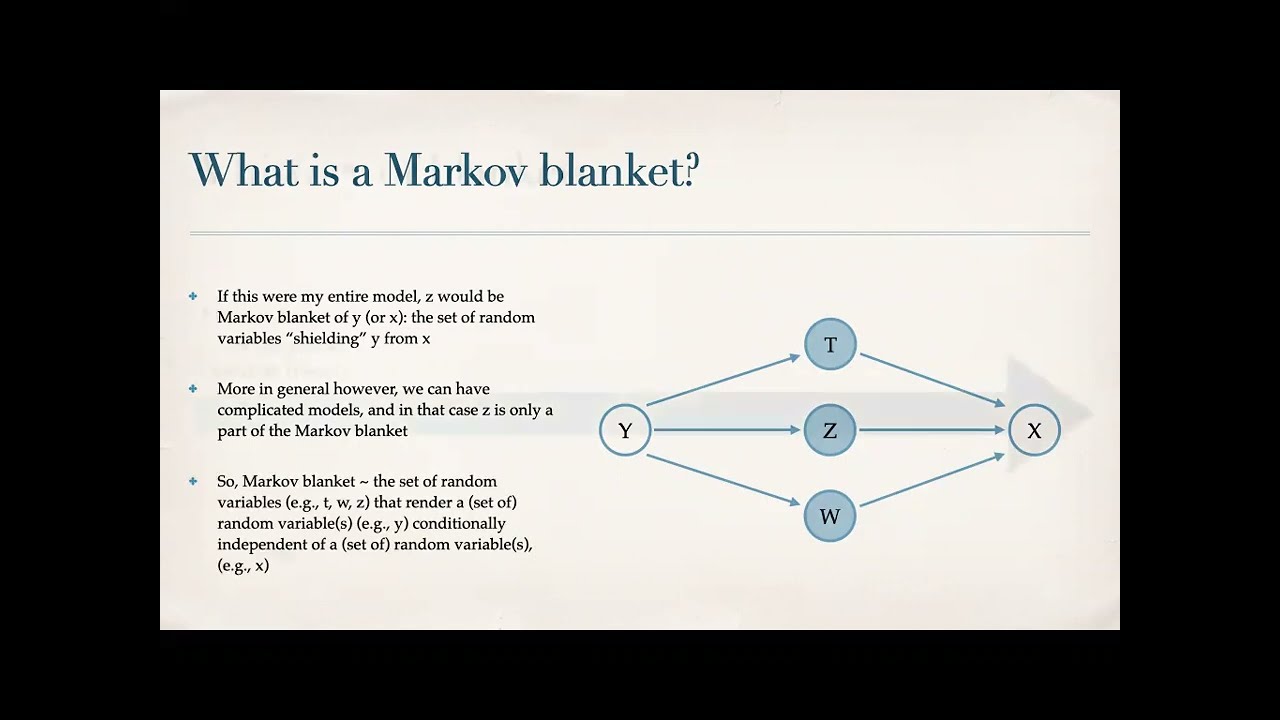 What is a Markov blanket?
If this were my entire model, z would be
Markov blanket of y (or x): the set of random
variables “shielding” y from x
More in general however, we can have
complicated models, and in that case z is only a
part of the Markov blanket
So, Markov blanket ~ the set of random
variables (e.g., t, w, z) that render a (set of)
random variable(s) (e.g., y) conditionally
independent of a (set of) random variable(s),
(e.g., x)
T
Y
Z
X
W